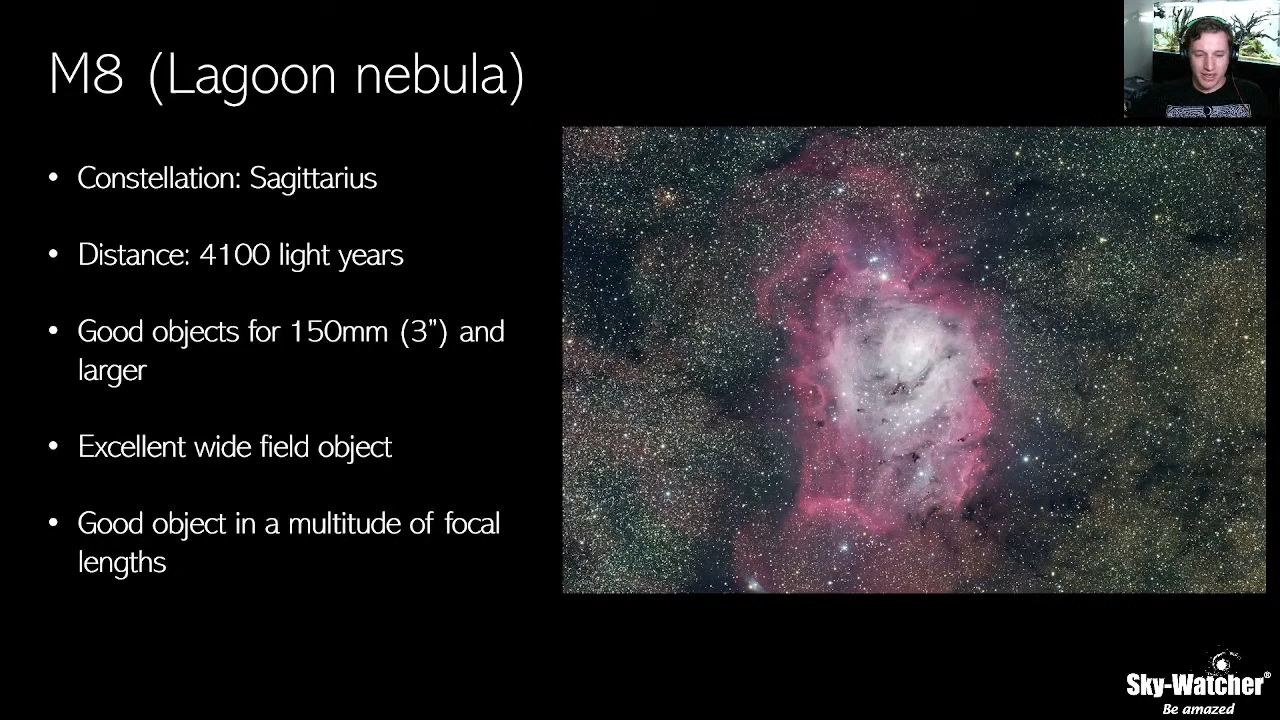 M8 (Lagoon nebula)
• Constellation: Sagittarius
• Distance: 4100 light years
• Good objects for 150mm (3") and
larger
• Excellent wide field object
• Good object in a multitude of focal
lengths
Sky-Watcher®
Be amazed